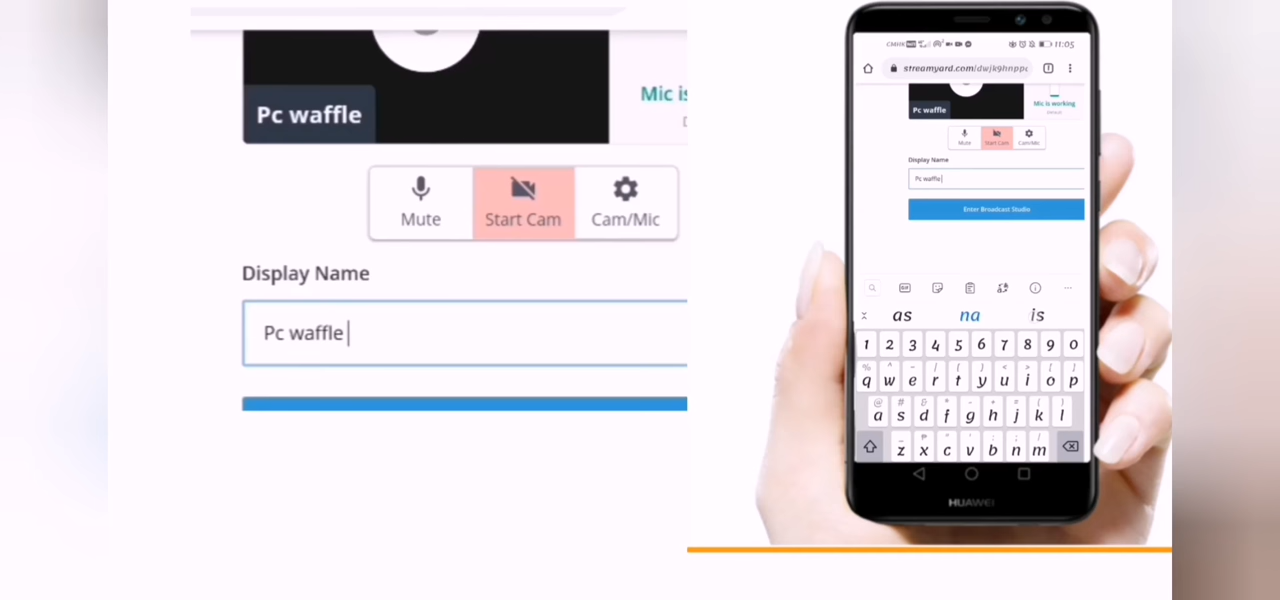 Pc waffle
Mic is
Mute
Start Cam
Cam/Mic
Display Name
Pc waffle
11:05
streamyard.com/dwjk9hnpp
Pc waffle
Mic is working
Mute
Start Cam
Cam/Mic
Display Name
Pc waffle
Enter Broadcast Studio
GIF
as na is
1 2 3 4 5 6 7 8 9 0
q w e r t y u i o p
a s d f g h j k l
z x c v b n m
HUAWEI